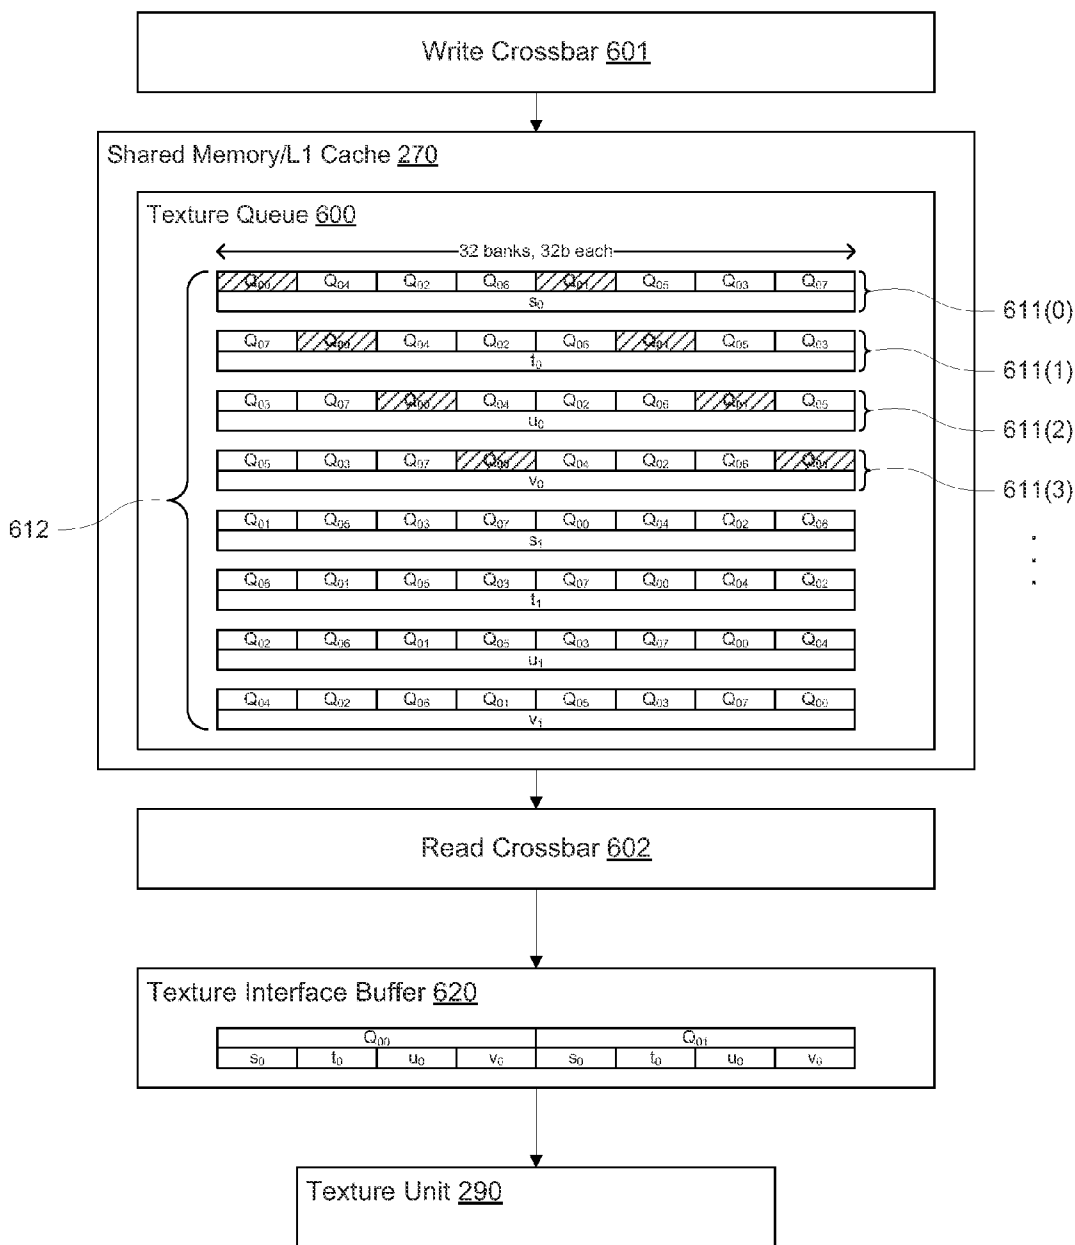 Write Crossbar 601
Shared Memory/L1 Cache 270
Texture Queue 600
32 banks, 32b each
Q00 Q04 Q02 Q06 Q01 Q05 Q03 Q07
s0
611(0)
Q07 Q00 Q04 Q02 Q06 Q01 Q05 Q03
t0
611(1)
Q03 Q07 Q00 Q04 Q02 Q06 Q01 Q05
u0
611(2)
Q05 Q03 Q07 Q00 Q04 Q02 Q06 Q01
v0
611(3)
612
Q01 Q05 Q03 Q07 Q00 Q04 Q02 Q06
s1
Q06 Q01 Q05 Q03 Q07 Q00 Q04 Q02
t1
Q02 Q06 Q01 Q05 Q03 Q07 Q00 Q04
u1
Q04 Q02 Q06 Q01 Q05 Q03 Q07 Q00
v1
Read Crossbar 602
Texture Interface Buffer 620
Q00 Q01
s0 t0 u0 v0 s0 t0 u0 v0
Texture Unit 290